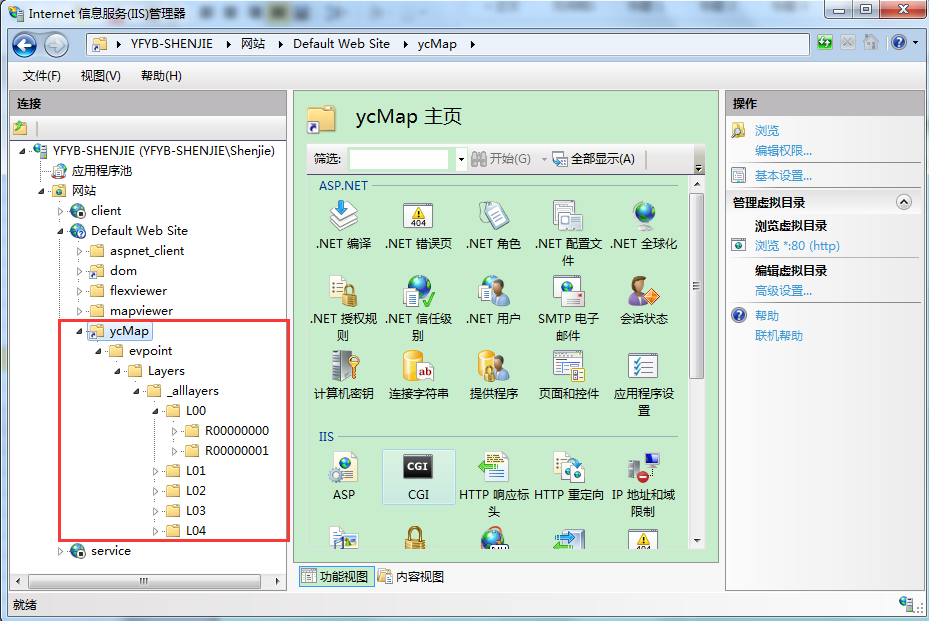 Internet 信息服务(IIS)管理器
YFYB-SHENJIE
网站
Default Web Site
ycMap
文件(F)
视图(V)
帮助(H)
连接
YFYB-SHENJIE (YFYB-SHENJIE\Shenjie)
应用程序池
网站
client
Default Web Site
aspnet_client
dom
flexviewer
mapviewer
ycMap
evpoint
Layers
_alllayers
L00
R00000000
R00000001
L01
L02
L03
L04
service
ycMap 主页
筛选:
开始(G)
全部显示(A)
ASP.NET
.NET 编译
.NET 错误页
.NET 角色
.NET 配置文
件
.NET 全球化
.NET 授权规
则
.NET 信任级
别
.NET 用户
SMTP 电子
邮件
会话状态
计算机密钥
连接字符串
提供程序
页面和控件
应用程序设
置
IIS
ASP
CGI
HTTP 响应标
头
HTTP 重定向
IP 地址和域
限制
功能视图
内容视图
操作
浏览
编辑权限...
基本设置...
管理虚拟目录
浏览虚拟目录
浏览 *:80 (http)
编辑虚拟目录
高级设置...
帮助
联机帮助
就绪